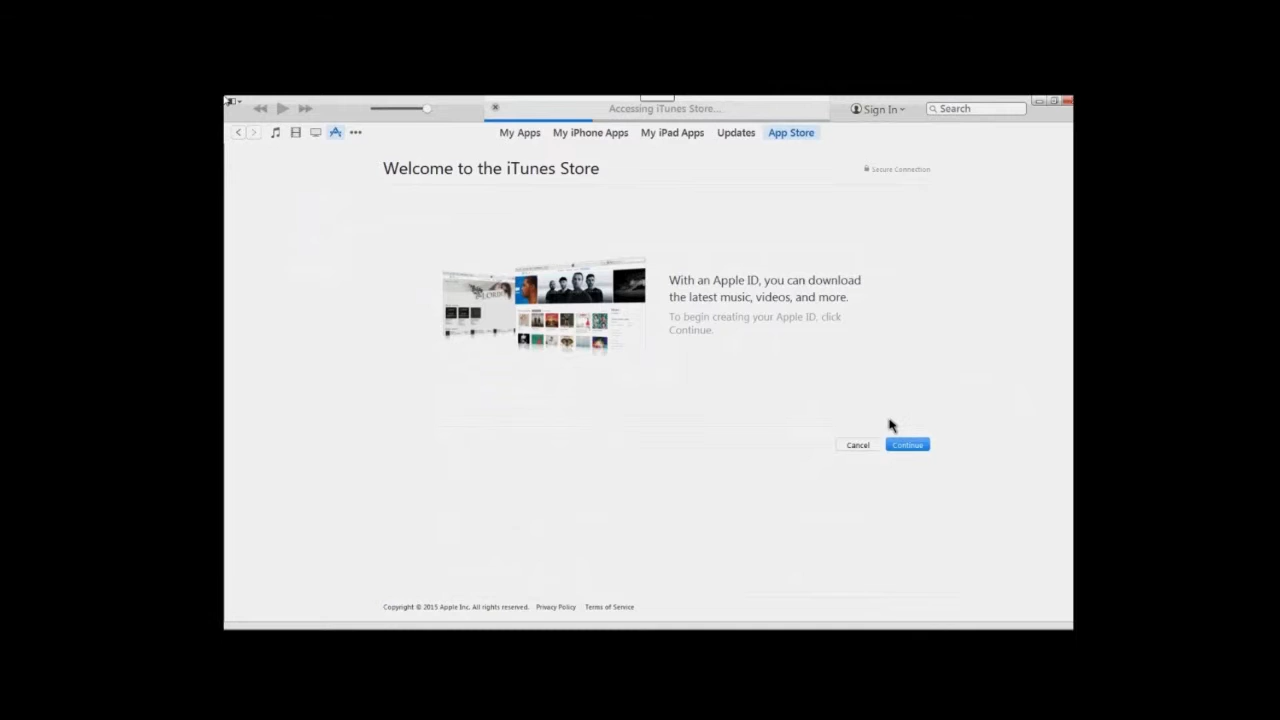 Accessing iTunes Store...
Sign In
Search
My Apps My iPhone Apps My iPad Apps Updates App Store
Welcome to the iTunes Store
Secure Connection
With an Apple ID, you can download
the latest music, videos, and more.
To begin creating your Apple ID, click
Continue.
Cancel Continue
Copyright © 2015 Apple Inc. All rights reserved. Privacy Policy Terms of Service